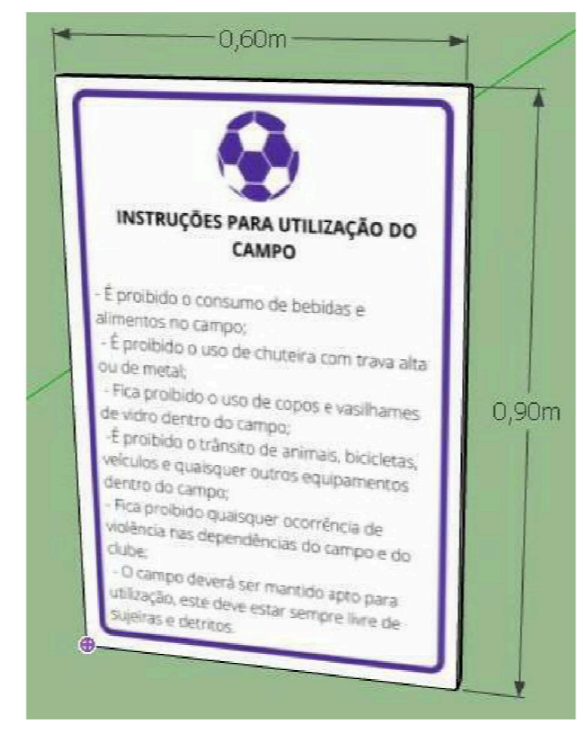 0,60m
INSTRUÇÕES PARA UTILIZAÇÃO DO
CAMPO
- É proibido o consumo de bebidas e
alimentos no campo;
- É proibido o uso de chuteira com trava alta
ou de metal;
- Fica proibido o uso de copos e vasilhames
de vidro dentro do campo;
-É proibido o trânsito de animais, bicicletas,
veículos e quaisquer outros equipamentos
dentro do campo;
- Fica proibido quaisquer ocorrência de
violência nas dependências do campo e do
clube;
- O campo deverá ser mantido apto para
utilização, este deve estar sempre livre de
sujeiras e detritos.
0,90m